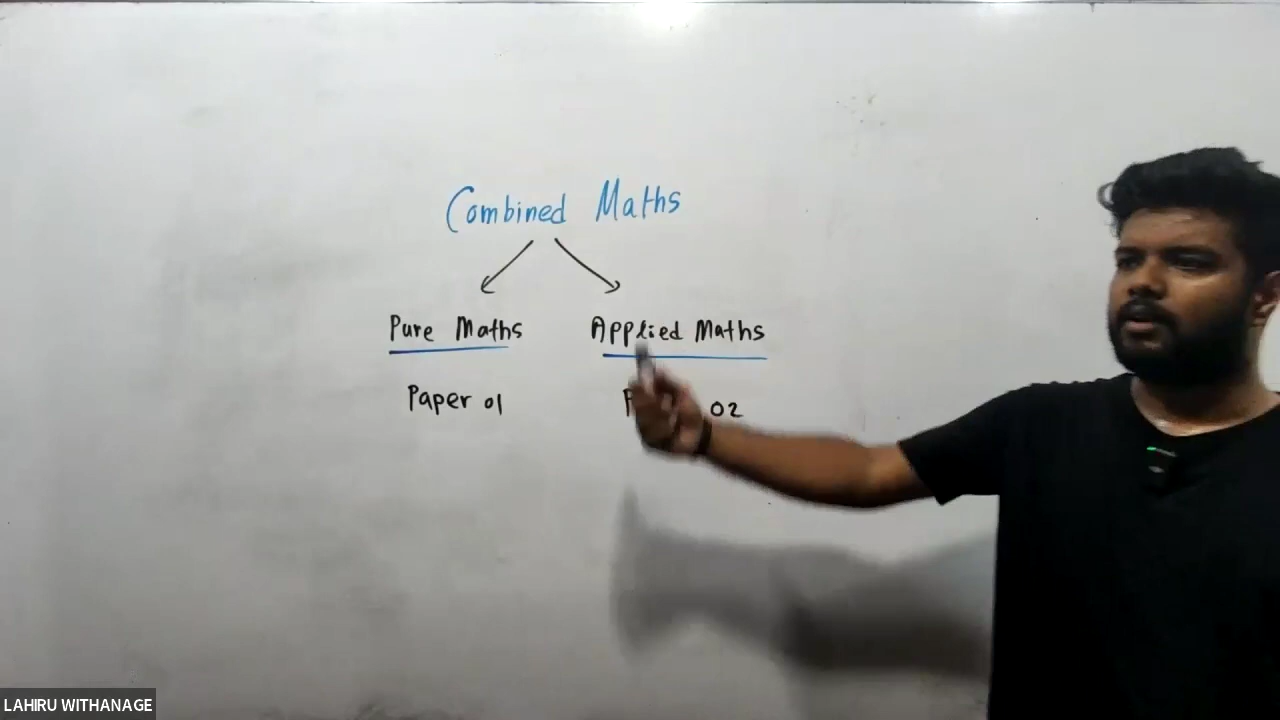 Combined Maths
Pure Maths Applied Maths
Paper 01 02
LAHIRU WITHANAGE